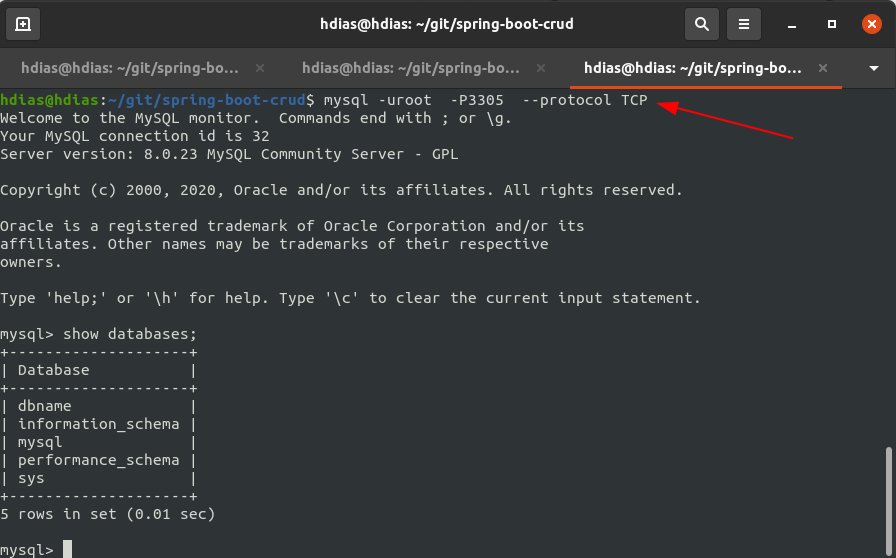 hdias@hdias: ~/git/spring-boot-crud
hdias@hdias: ~/git/spring-bo...
hdias@hdias: ~/git/spring-bo...
hdias@hdias: ~/git/spring-bo...
hdias@hdias:~/git/spring-boot-crud$ mysql -uroot  -P3305  --protocol TCP
Welcome to the MySQL monitor.  Commands end with ; or \g.
Your MySQL connection id is 32
Server version: 8.0.23 MySQL Community Server - GPL
Copyright (c) 2000, 2020, Oracle and/or its affiliates. All rights reserved.
Oracle is a registered trademark of Oracle Corporation and/or its
affiliates. Other names may be trademarks of their respective
owners.
Type 'help;' or '\h' for help. Type '\c' to clear the current input statement.
mysql> show databases;
+--------------------+
| Database           |
+--------------------+
| dbname             |
| information_schema |
| mysql              |
| performance_schema |
| sys                |
+--------------------+
5 rows in set (0.01 sec)
mysql>